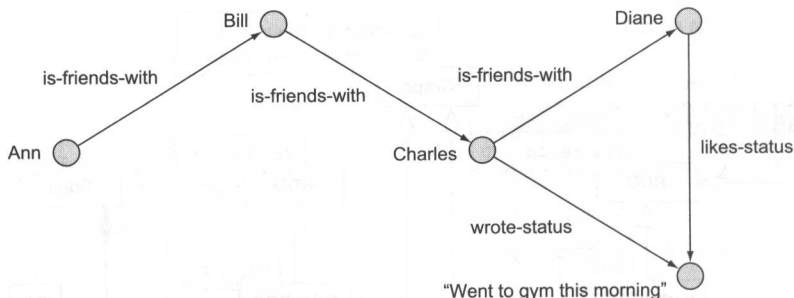 Bill
Diane
is-friends-with
is-friends-with
is-friends-with
Ann
Charles
likes-status
wrote-status
“Went to gym this morning”